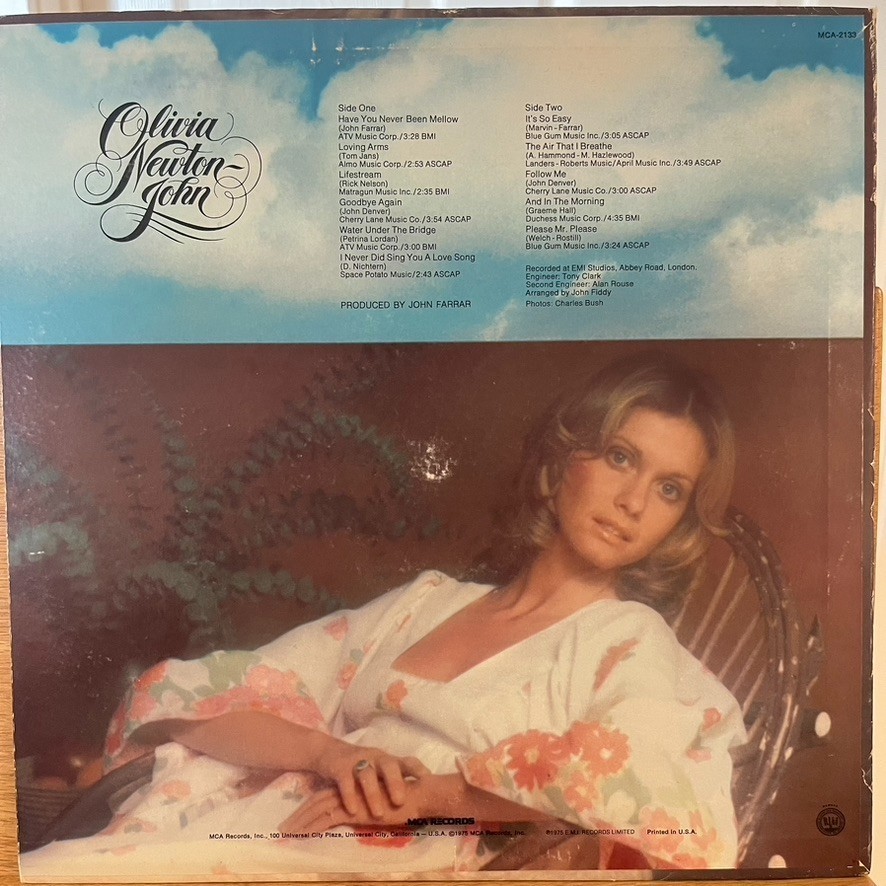 MCA-2133
Olivia
Newton-
John
Side One
Have You Never Been Mellow
(John Farrar)
ATV Music Corp./3:28 BMI
Loving Arms
(Tom Jans)
Almo Music Corp./2:53 ASCAP
Lifestream
(Rick Nelson)
Matragun Music Inc./2:35 BMI
Goodbye Again
(John Denver)
Cherry Lane Music Co./3:54 ASCAP
Water Under The Bridge
(Petrina Lordan)
ATV Music Corp./3:00 BMI
I Never Did Sing You A Love Song
(D. Nichtern)
Space Potato Music/2:43 ASCAP
PRODUCED BY JOHN FARRAR
Side Two
It's So Easy
(Marvin - Farrar)
Blue Gum Music Inc./3:05 ASCAP
The Air That I Breathe
(A. Hammond - M. Hazlewood)
Landers - Roberts Music/April Music Inc./3:49 ASCAP
Follow Me
(John Denver)
Cherry Lane Music Co./3:00 ASCAP
And In The Morning
(Graeme Hall)
Duchess Music Corp./4:35 BMI
Please Mr. Please
(Welch - Rostill)
Blue Gum Music Inc./3:24 ASCAP
Recorded at EMI Studios, Abbey Road, London.
Engineer: Tony Clark
Second Engineer: Alan Rouse
Arranged by John Fiddy
Photos: Charles Bush
MCA RECORDS
MCA Records, Inc., 100 Universal City Plaza, Universal City, California – U.S.A. ©1975 MCA Records, Inc. ℗1975 E.M.I. RECORDS LIMITED Printed in U.S.A.